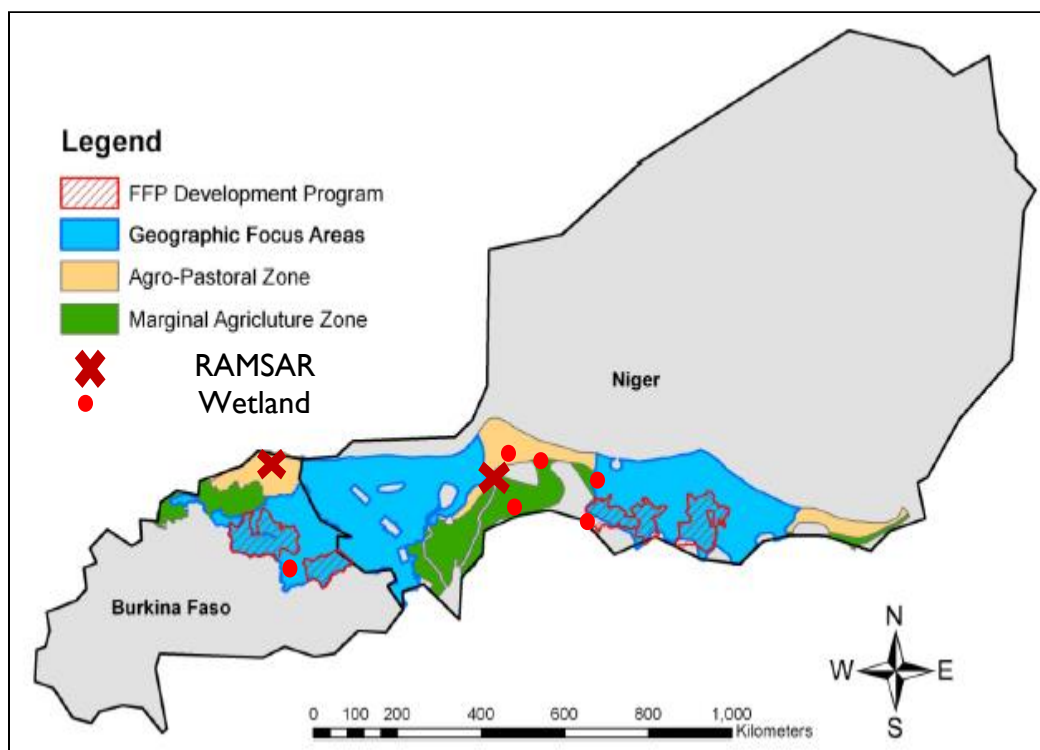 Legend
FFP Development Program
Geographic Focus Areas
Agro-Pastoral Zone
Marginal Agricluture Zone
RAMSAR
Wetland
Niger
Burkina Faso
N
W E
S
0 100 200 400 600 800 1,000
Kilometers